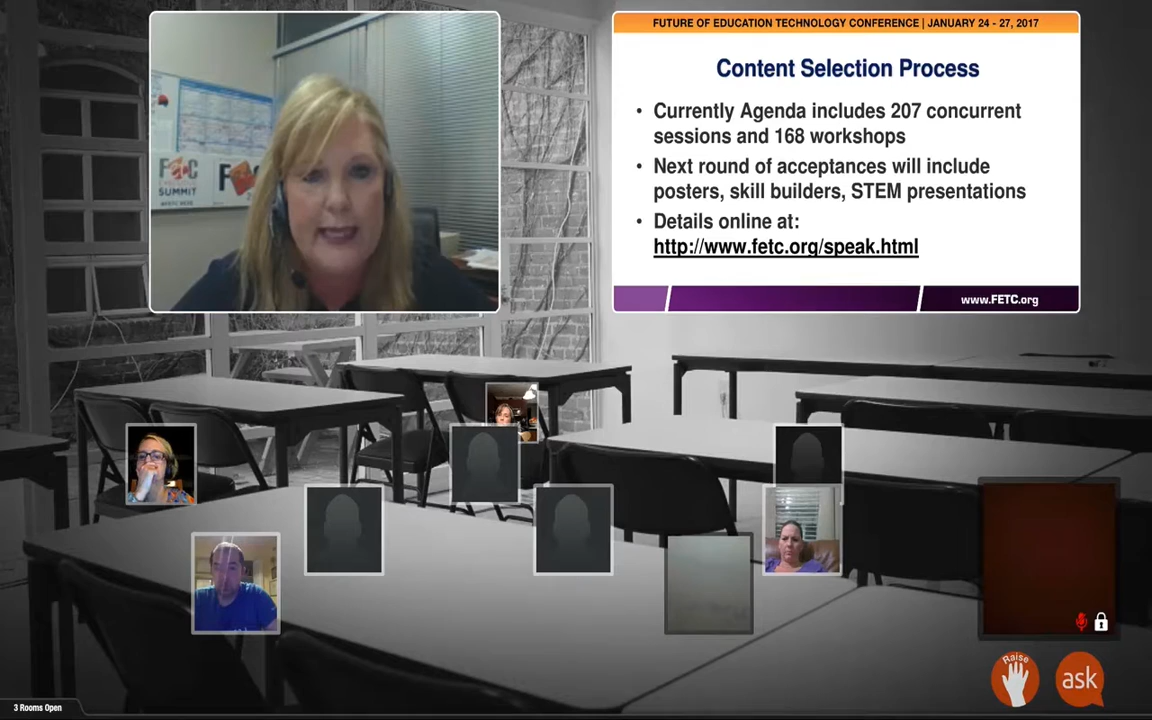 FUTURE OF EDUCATION TECHNOLOGY CONFERENCE | JANUARY 24 - 27, 2017
Content Selection Process
• Currently Agenda includes 207 concurrent
sessions and 168 workshops
• Next round of acceptances will include
posters, skill builders, STEM presentations
• Details online at:
http://www.fetc.org/speak.html
www.FETC.org
FETC
SUMMIT
Raise
ask
3 Rooms Open